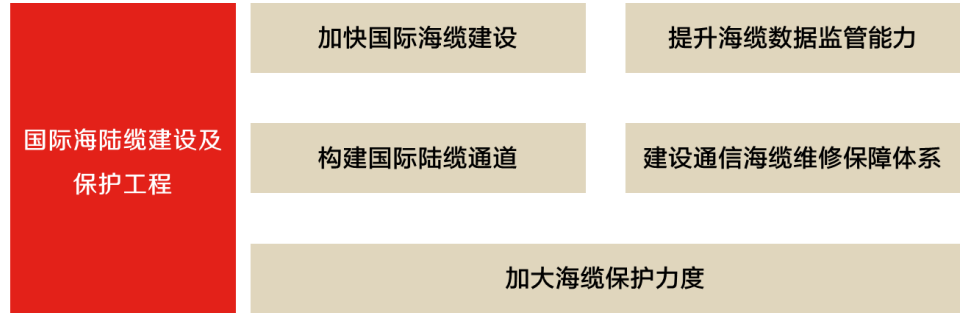 国际海陆缆建设及
保护工程
加快国际海缆建设
提升海缆数据监管能力
构建国际陆缆通道
建设通信海缆维修保障体系
加大海缆保护力度